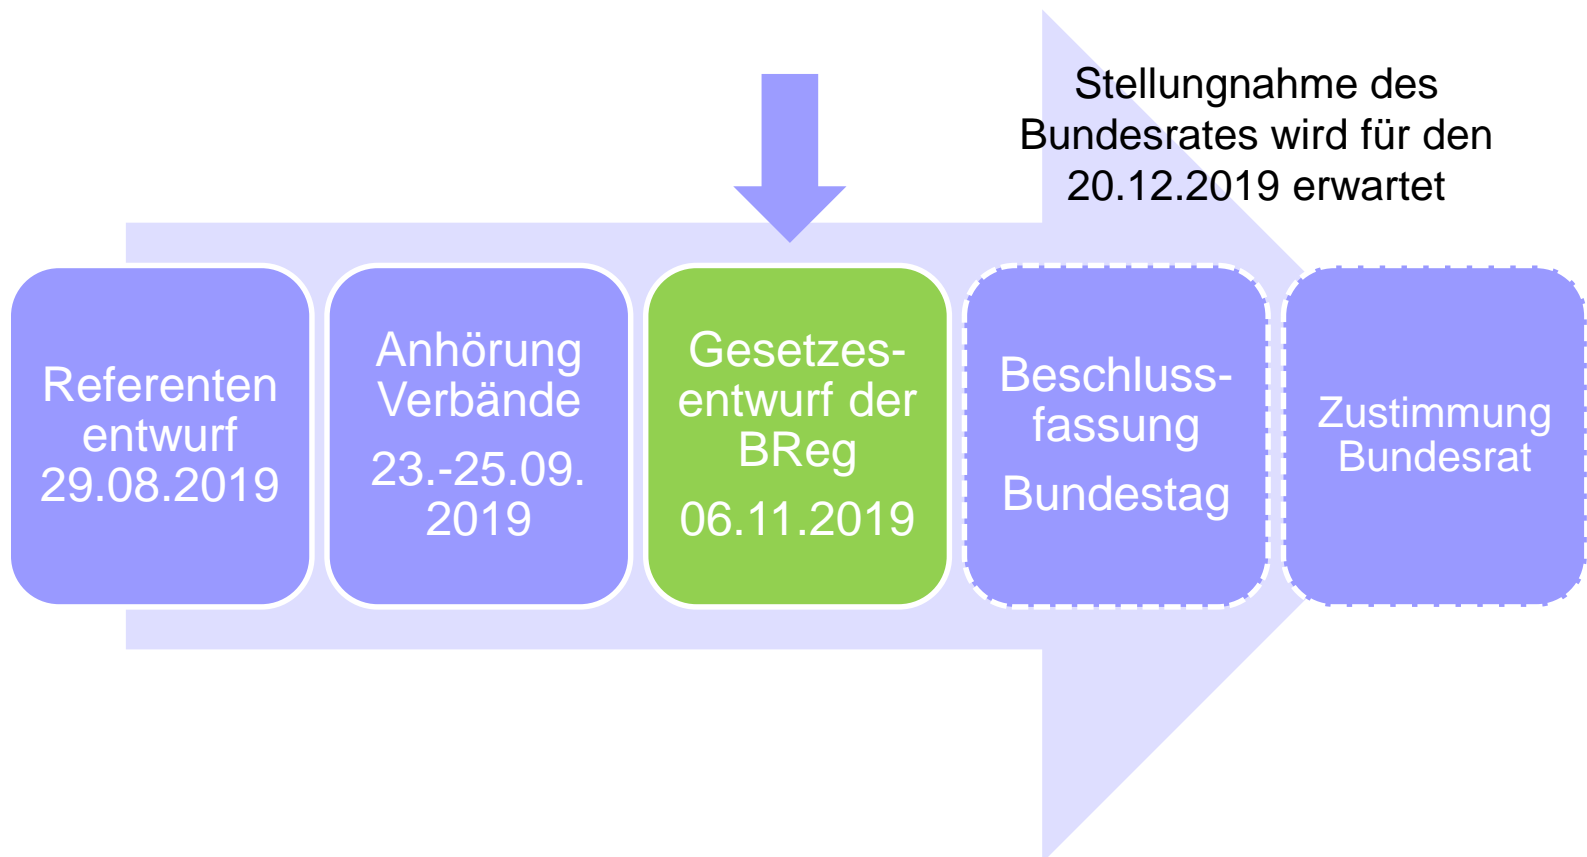 Stellungnahme des
Bundesrates wird für den
20.12.2019 erwartet
Referenten
entwurf
29.08.2019
Anhörung
Verbände
23.-25.09.
2019
Gesetzes-
entwurf der
BReg
06.11.2019
Beschluss-
fassung
Bundestag
Zustimmung
Bundesrat